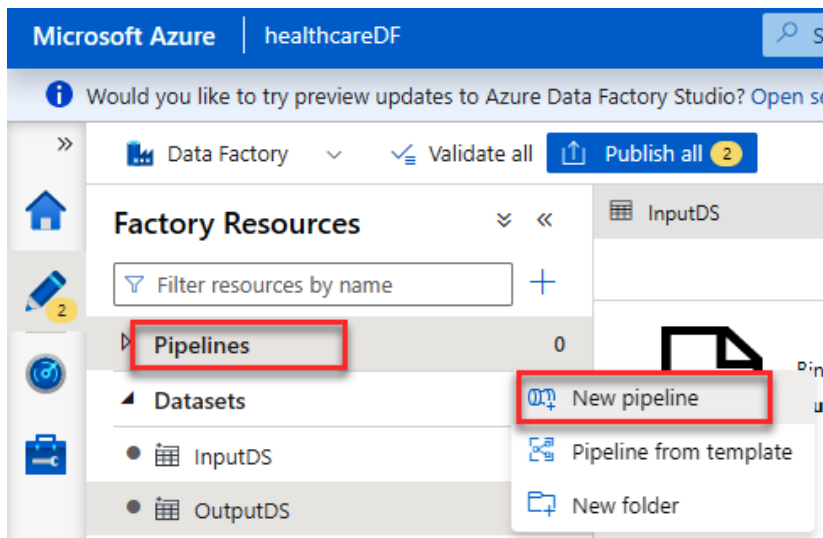 Microsoft Azure healthcareDF
Would you like to try preview updates to Azure Data Factory Studio? Open
Data Factory Validate all Publish all 2
Factory Resources
InputDS
Filter resources by name
2
Pipelines 0
New pipeline
Datasets
InputDS
Pipeline from template
OutputDS
New folder